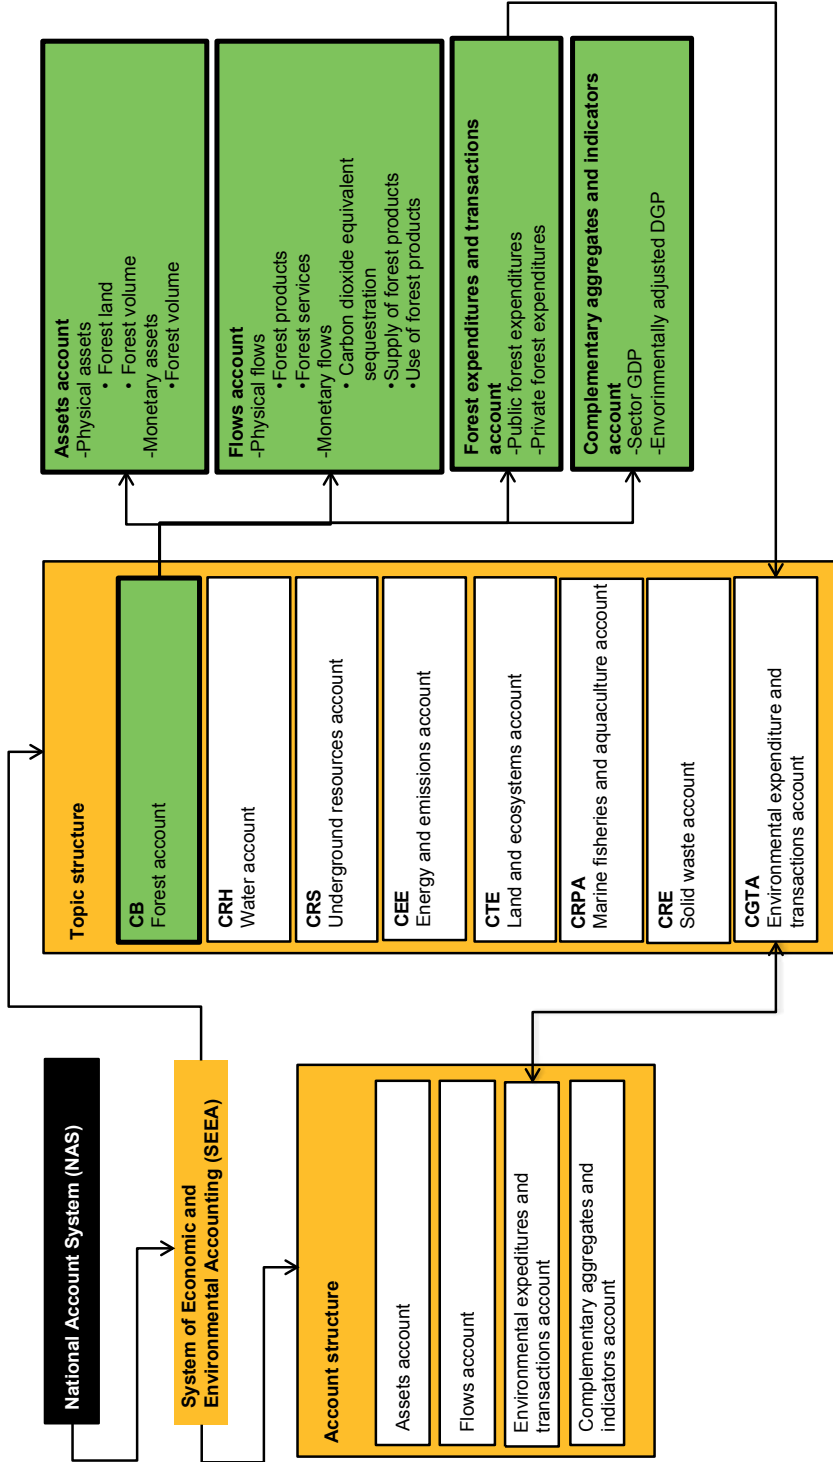 National Account System (NAS)
System of Economic and
Environmental Accounting (SEEA)
Account structure
Assets account
Flows account
Environmental expeditures and
transactions account
Complementary aggregates and
indicators account
Topic structure
CB
Forest account
CRH
Water account
CRS
Underground resources account
CEE
Energy and emissions account
CTE
Land and ecosystems account
CRPA
Marine fisheries and aquaculture account
CRE
Solid waste account
CGTA
Environmental expenditure and
transactions account
Assets account
-Physical assets
• Forest land
• Forest volume
-Monetary assets
•Forest volume
Flows account
-Physical flows
•Forest products
•Forest services
-Monetary flows
• Carbon dioxide equivalent
sequestration
•Supply of forest products
•Use of forest products
Forest expenditures and transactions
account
-Public forest expenditures
-Private forest expenditures
Complementary aggregates and indicators
account
-Sector GDP
-Envorinmentally adjusted DGP